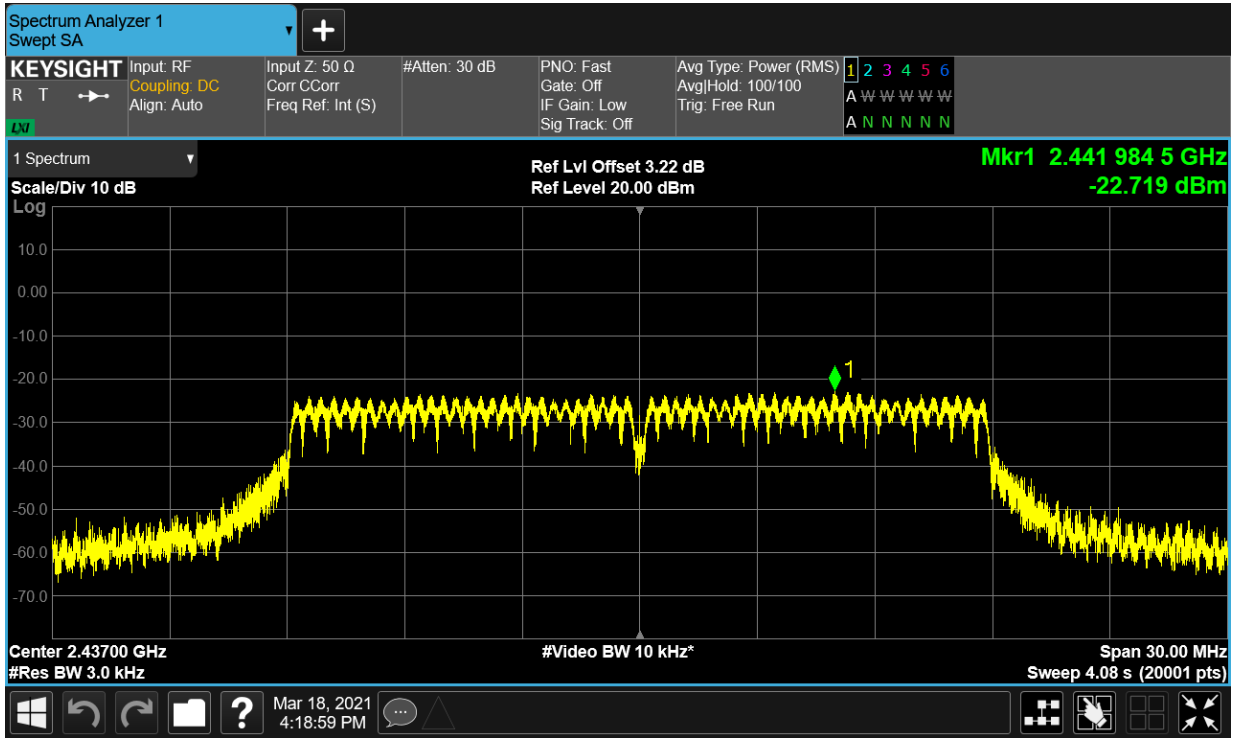 Spectrum Analyzer 1
Swept SA
+
KEYSIGHT
R T
LXI
Input: RF
Coupling: DC
Align: Auto
Input Z: 50 Ω
Corr CCorr
Freq Ref: Int (S)
#Atten: 30 dB
PNO: Fast
Gate: Off
IF Gain: Low
Sig Track: Off
Avg Type: Power (RMS)
Avg|Hold: 100/100
Trig: Free Run
1 2 3 4 5 6
A W W W W W
A N N N N N
1 Spectrum
Scale/Div 10 dB
Log
Ref Lvl Offset 3.22 dB
Ref Level 20.00 dBm
Mkr1 2.441 984 5 GHz
-22.719 dBm
10.0
0.00
-10.0
-20.0
-30.0
-40.0
-50.0
-60.0
-70.0
1
Center 2.43700 GHz
#Res BW 3.0 kHz
#Video BW 10 kHz*
Span 30.00 MHz
Sweep 4.08 s (20001 pts)
?
Mar 18, 2021
4:18:59 PM